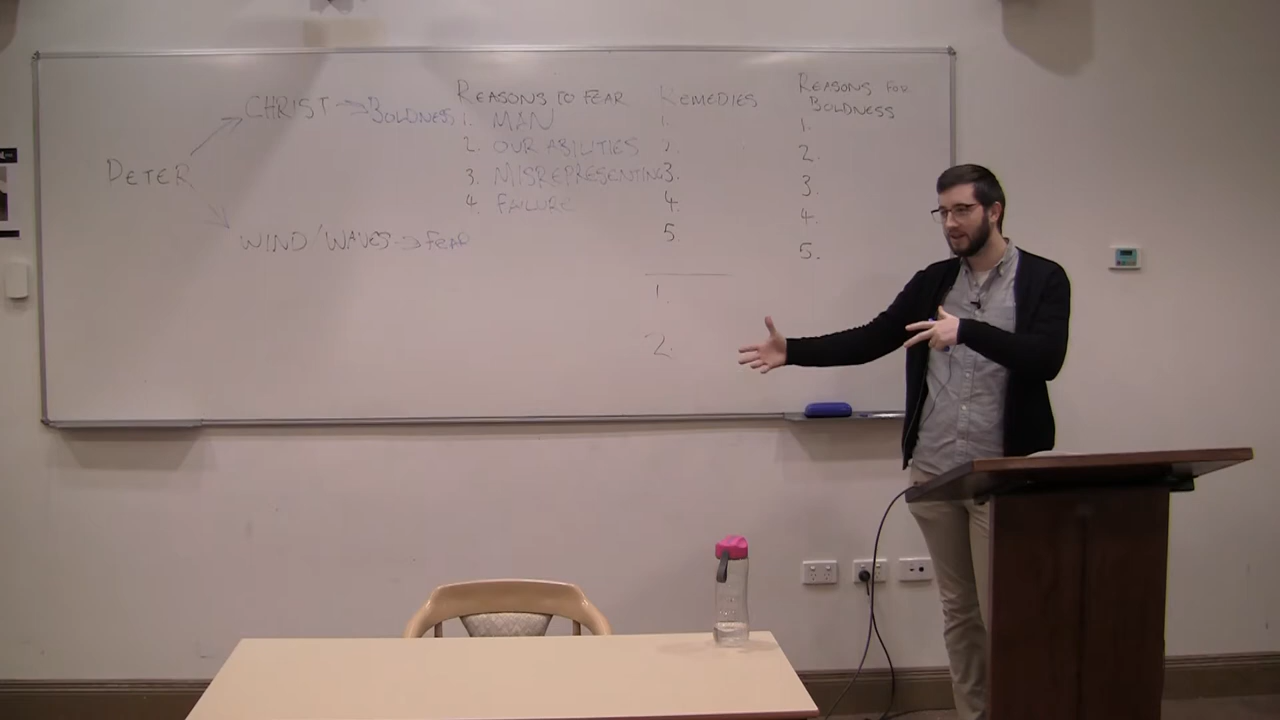 CHRIST → BOLDNESS
DETER
WIND/WAVES → FEAR
REASONS TO FEAR
1. MAN
2. OUR ABILITIES
3. MISREPRESENTING
4. FAILURE
REMEDIES
1.
2.
3.
4.
5.
1.
2.
REASONS FOR
BOLDNESS
1.
2.
3.
4.
5.